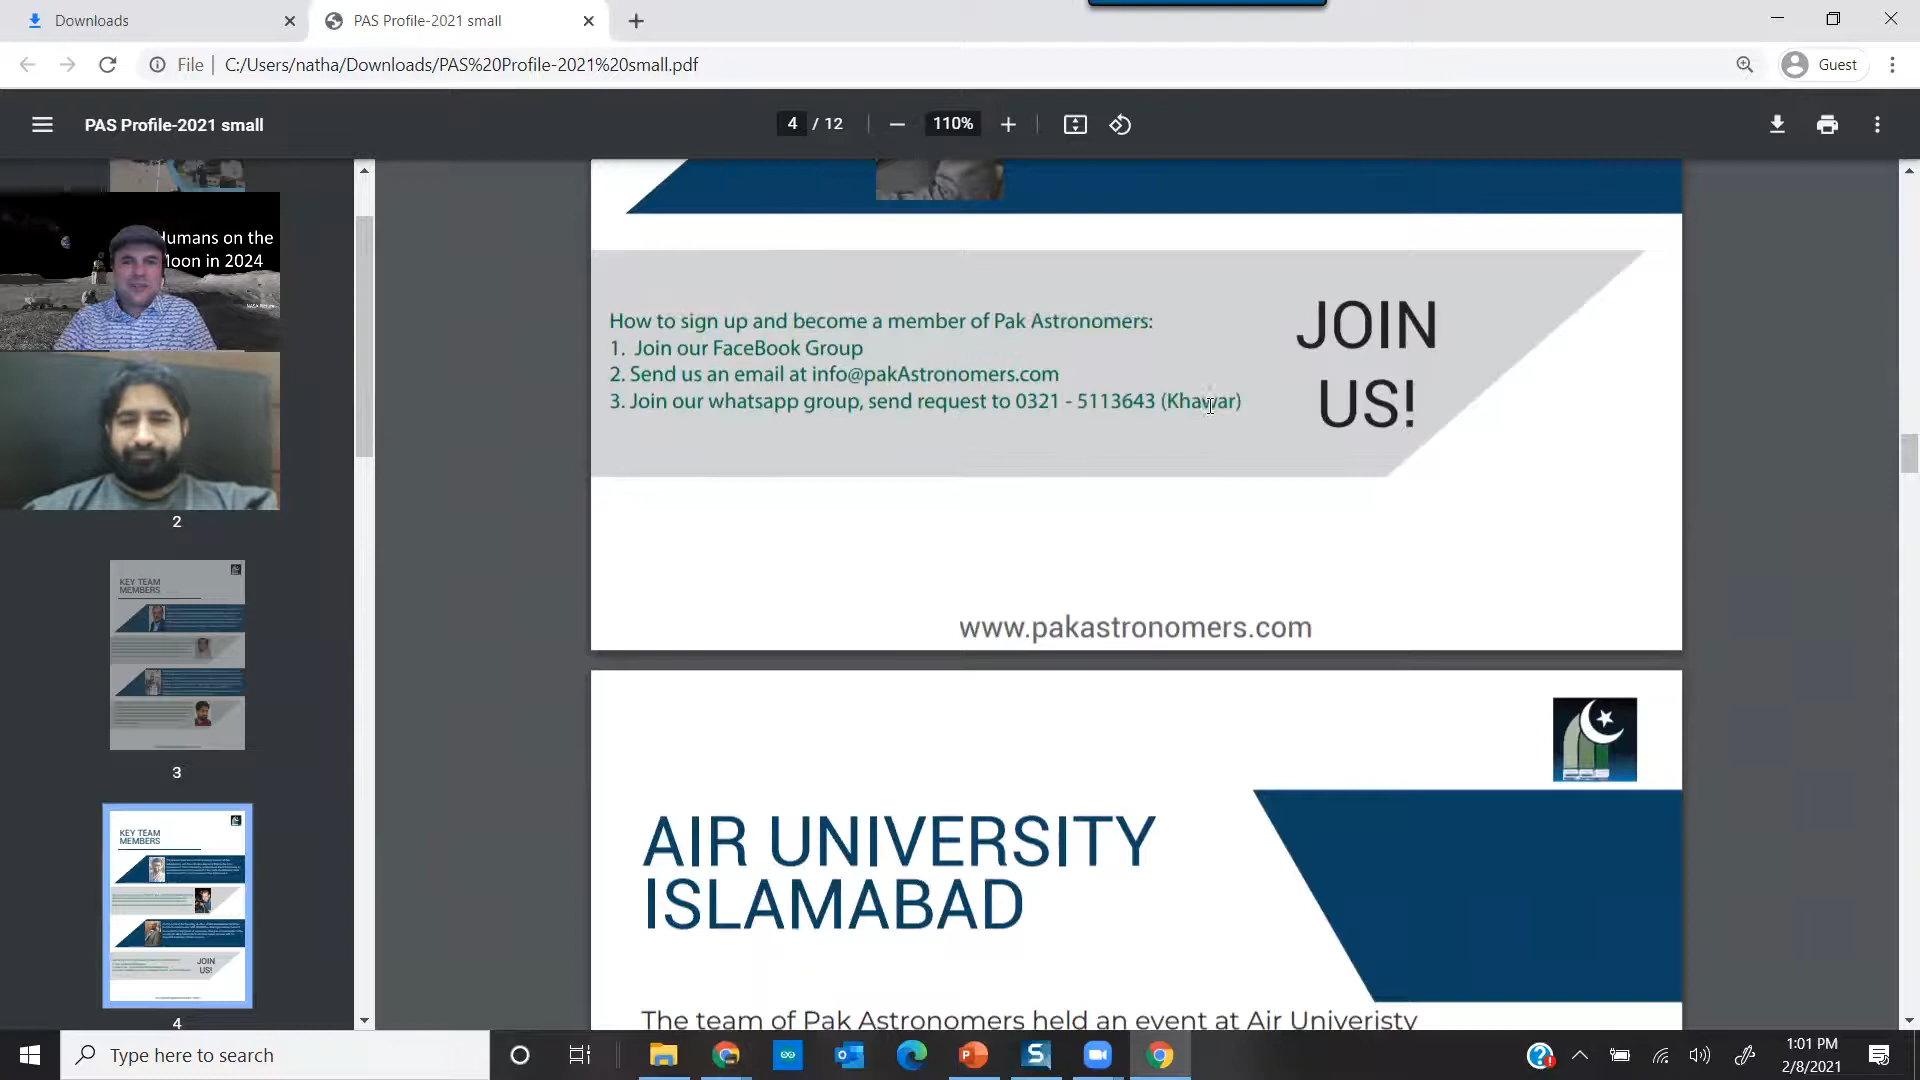 Downloads
PAS Profile-2021 small
File
C:/Users/natha/Downloads/PAS%20Profile-2021%20small.pdf
Guest
PAS Profile-2021 small
4 / 12
110%
Humans on the
Moon in 2024
2
KEY TEAM
MEMBERS
3
KEY TEAM
MEMBERS
JOIN
US!
4
How to sign up and become a member of Pak Astronomers:
1. Join our FaceBook Group
2. Send us an email at info@pakAstronomers.com
3. Join our whatsapp group, send request to 0321 - 5113643 (Khawar)
JOIN
US!
www.pakastronomers.com
AIR UNIVERSITY
ISLAMABAD
The team of Pak Astronomers held an event at Air Univeristy
Type here to search
1:01 PM
2/8/2021